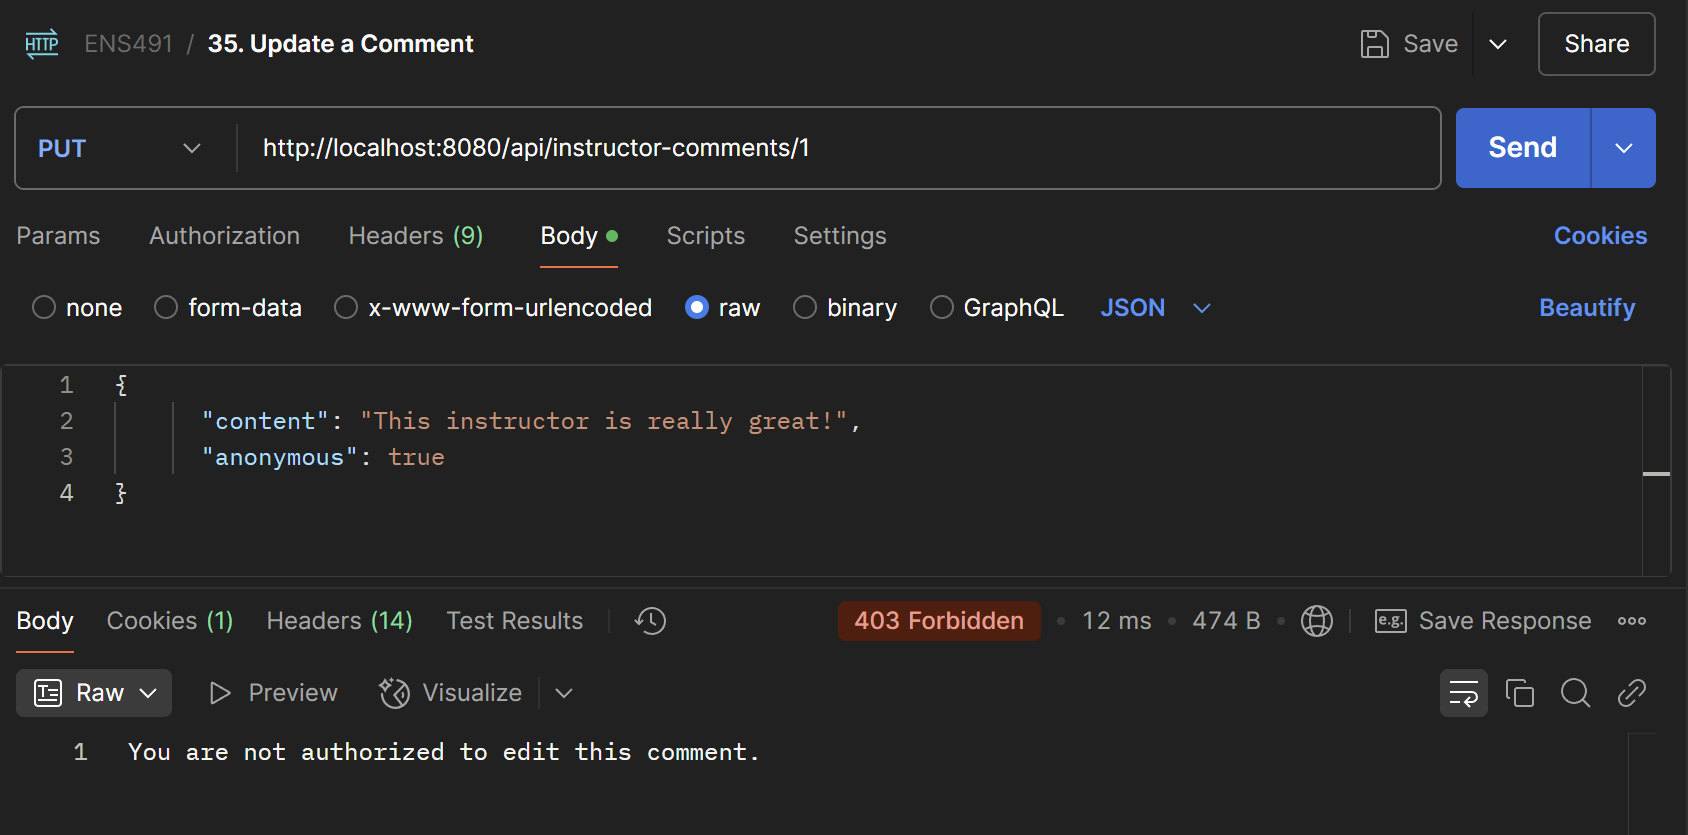 HTTP ENS491 / 35. Update a Comment Save Share
PUT http://localhost:8080/api/instructor-comments/1 Send
Params Authorization Headers (9) Body Scripts Settings Cookies
none form-data x-www-form-urlencoded raw binary GraphQL JSON Beautify
1 {
2 "content": "This instructor is really great!",
3 "anonymous": true
4 }
Body Cookies (1) Headers (14) Test Results 403 Forbidden • 12 ms • 474 B • e.g. Save Response
Raw Preview Visualize
1 You are not authorized to edit this comment.